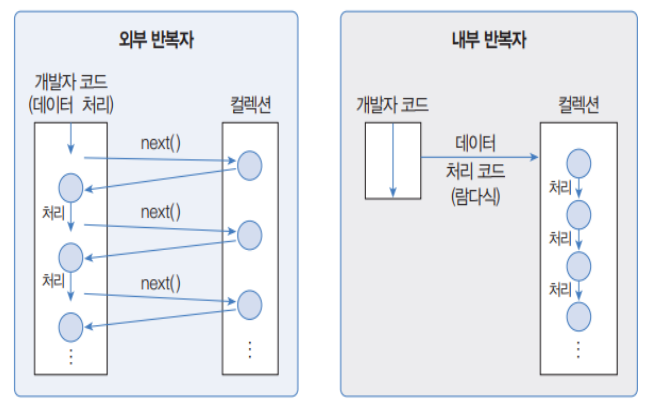 외부 반복자
개발자 코드
(데이터 처리)
컬렉션
next()
처리
next()
처리
next()
⋮
⋮
내부 반복자
개발자 코드
컬렉션
데이터
처리 코드
(람다식)
처리
처리
처리
⋮